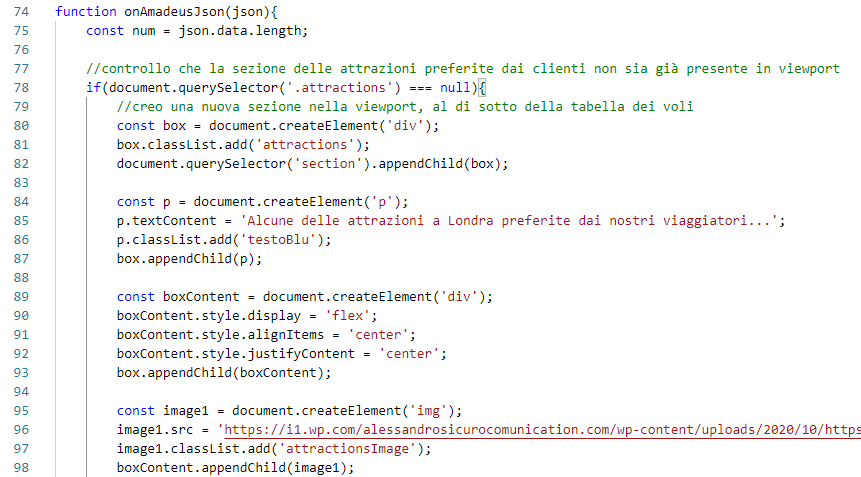 74 function onAmadeusJson(json){
75 const num = json.data.length;
76
77 //controllo che la sezione delle attrazioni preferite dai clienti non sia già presente in viewport
78 if(document.querySelector('.attractions') === null){
79 //creo una nuova sezione nella viewport, al di sotto della tabella dei voli
80 const box = document.createElement('div');
81 box.classList.add('attractions');
82 document.querySelector('section').appendChild(box);
83
84 const p = document.createElement('p');
85 p.textContent = 'Alcune delle attrazioni a Londra preferite dai nostri viaggiatori...';
86 p.classList.add('testoBlu');
87 box.appendChild(p);
88
89 const boxContent = document.createElement('div');
90 boxContent.style.display = 'flex';
91 boxContent.style.alignItems = 'center';
92 boxContent.style.justifyContent = 'center';
93 box.appendChild(boxContent);
94
95 const image1 = document.createElement('img');
96 image1.src = 'https://i1.wp.com/alessandrosicurocomunication.com/wp-content/uploads/2020/10/https
97 image1.classList.add('attractionsImage');
98 boxContent.appendChild(image1);